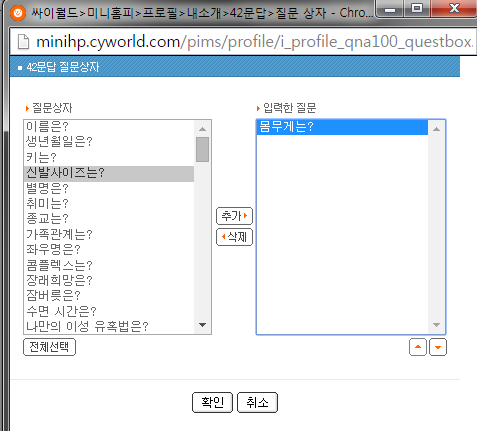 싸이월드>미니홈피>프로필>내소개>42문답>질문 상자 - Chro...
minihp.cyworld.com/pims/profile/i_profile_qna100_questbox.
42문답 질문상자
질문상자
입력한 질문
이름은?
생년월일은?
키는?
신발사이즈는?
별명은?
취미는?
종교는?
가족관계는?
좌우명은?
콤플렉스는?
장래희망은?
잠버릇은?
수면 시간은?
나만의 이성 유혹법은?
몸무게는?
추가
삭제
전체선택
확인
취소